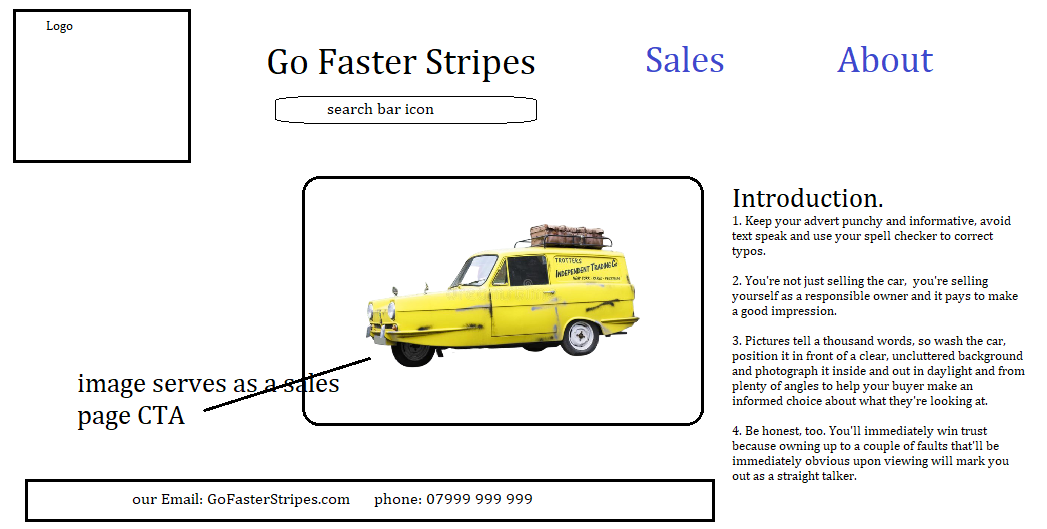 Logo
Go Faster Stripes
Sales
About
search bar icon
TROTTERS
INDEPENDENT TRADING Co
NEW YORK - PARIS - PECKHAM
image serves as a sales
page CTA
Introduction.
1. Keep your advert punchy and informative, avoid
text speak and use your spell checker to correct
typos.
2. You're not just selling the car,  you're selling
yourself as a responsible owner and it pays to make
a good impression.
3. Pictures tell a thousand words, so wash the car,
position it in front of a clear, uncluttered background
and photograph it inside and out in daylight and from
plenty of angles to help your buyer make an
informed choice about what they're looking at.
4. Be honest, too. You'll immediately win trust
because owning up to a couple of faults that'll be
immediately obvious upon viewing will mark you
out as a straight talker.
our Email: GoFasterStripes.com
phone: 07999 999 999